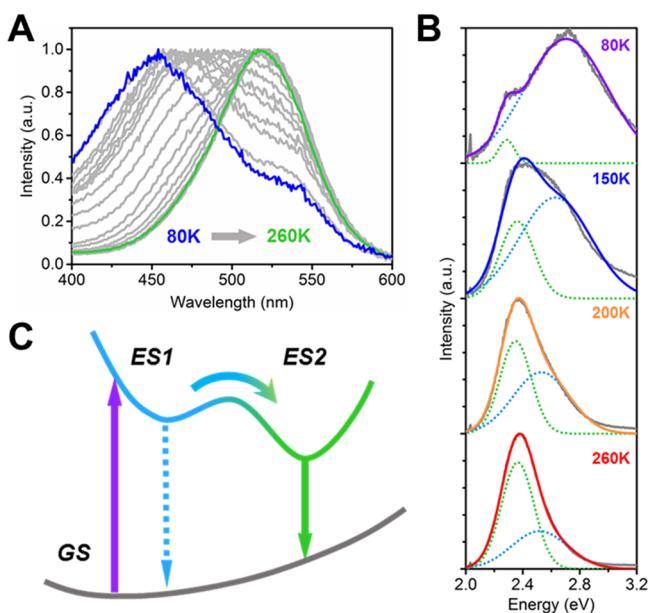 A
Intensity (a.u.)
1.0
0.8
0.6
0.4
0.2
0.0
80K
260K
400
450
500
550
600
Wavelength (nm)
B
Intensity (a.u.)
80K
150K
200K
260K
2.0
2.4
2.8
3.2
Energy (eV)
C
ES1
ES2
GS